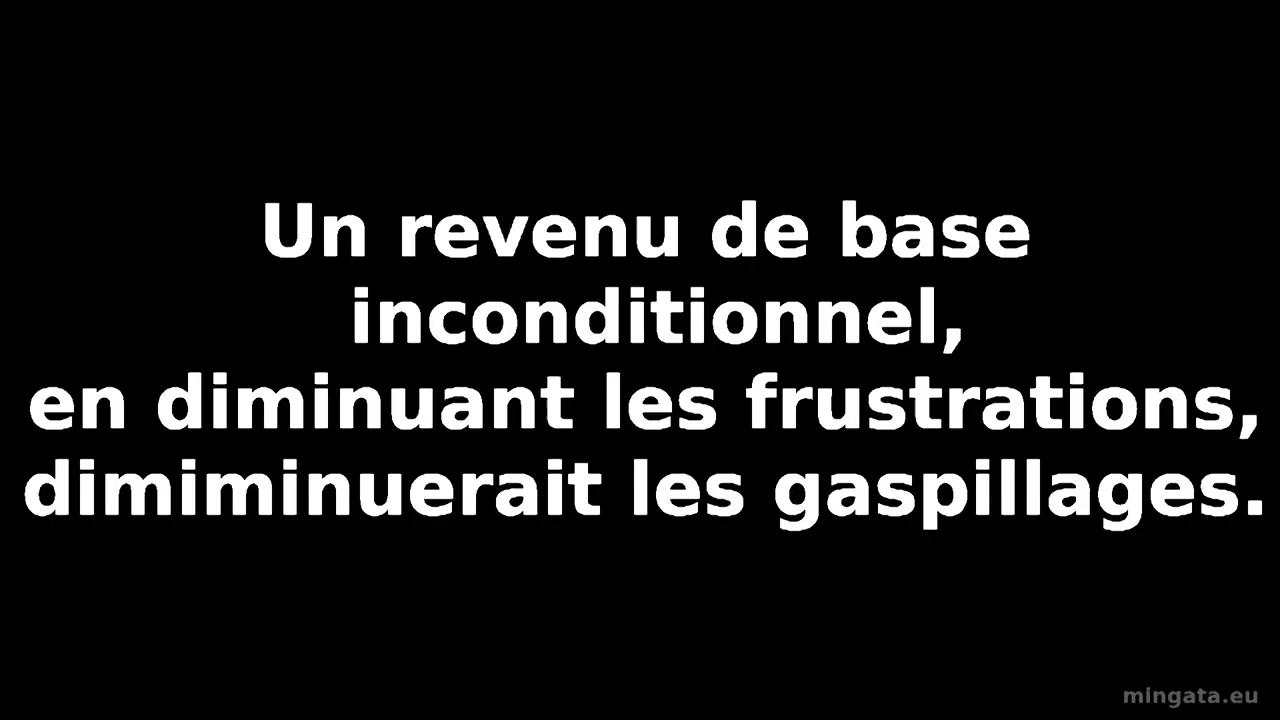 Un revenu de base
inconditionnel,
en diminuant les frustrations,
dimiminuerait les gaspillages.
mingata.eu